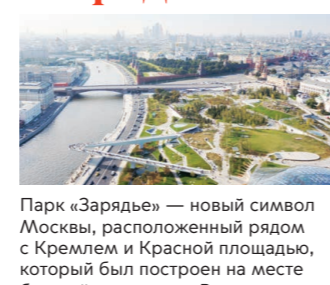 Парк «Зарядье» — новый символ
Москвы, расположенный рядом
с Кремлем и Красной площадью,
который был построен на месте